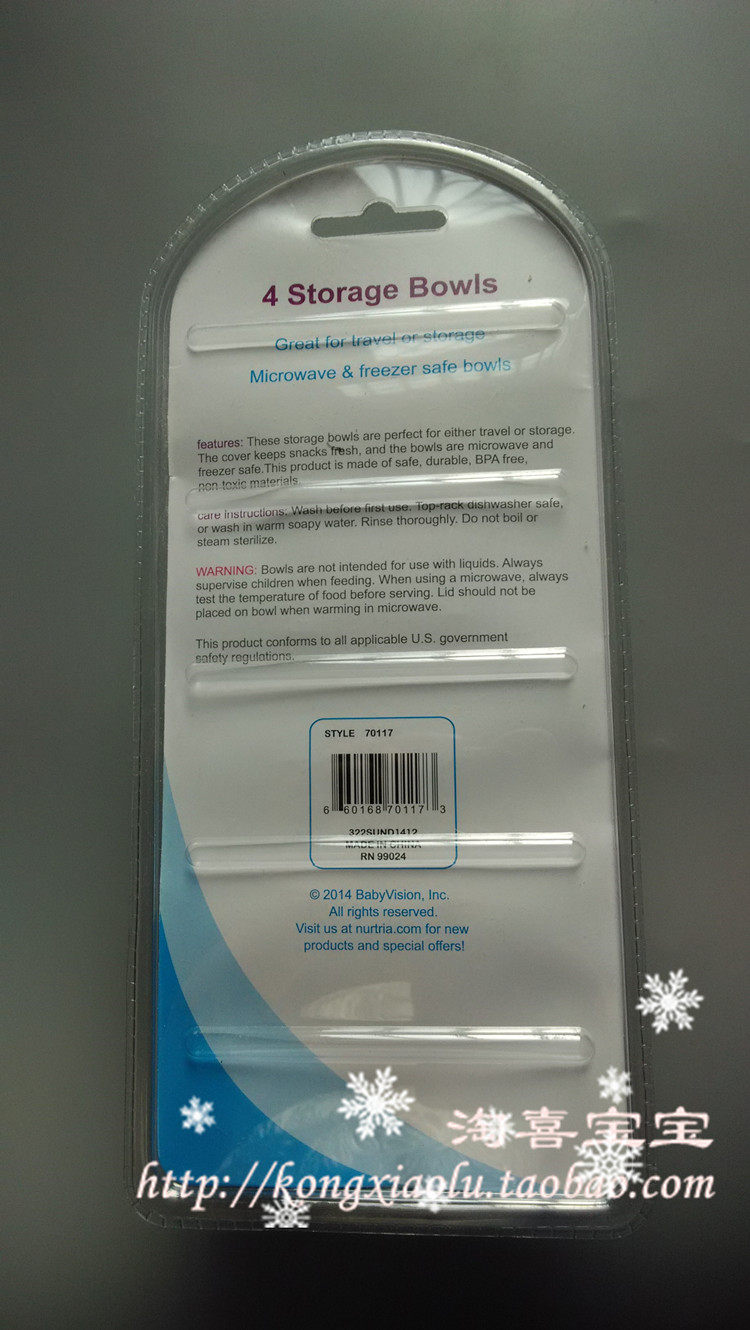 4 Storage Bowls
Great for travel or storage
Microwave & freezer safe bowls
features: These storage bowls are perfect for either travel or storage.
The cover keeps snacks fresh, and the bowls are microwave and
freezer safe.This product is made of safe, durable, BPA free,
non-toxic materials.
care instructions: Wash before first use. Top-rack dishwasher safe,
or wash in warm soapy water. Rinse thoroughly. Do not boil or
steam sterilize.
WARNING: Bowls are not intended for use with liquids. Always
supervise children when feeding. When using a microwave, always
test the temperature of food before serving. Lid should not be
placed on bowl when warming in microwave.
This product conforms to all applicable U.S. government
safety regulations.
STYLE 70117
6 60168 70117 3
322SUND1412
MADE IN CHINA
RN 99024
© 2014 BabyVision, Inc.
All rights reserved.
Visit us at nurtria.com for new
products and special offers!
淘喜宝宝
http://kongxiaolu.taobao.com